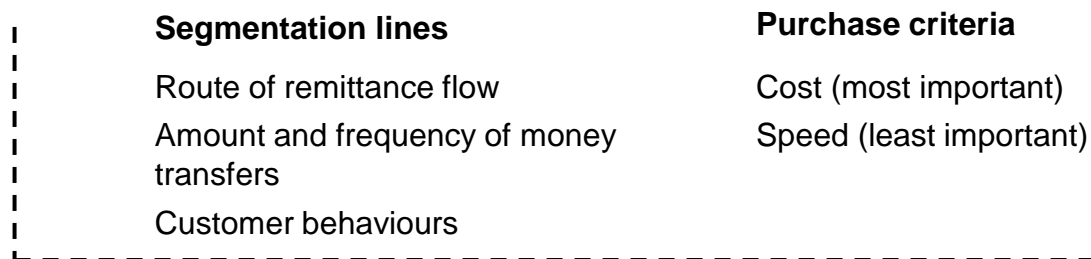 Segmentation lines
Route of remittance flow
Amount and frequency of money
transfers
Customer behaviours
Purchase criteria
Cost (most important)
Speed (least important)